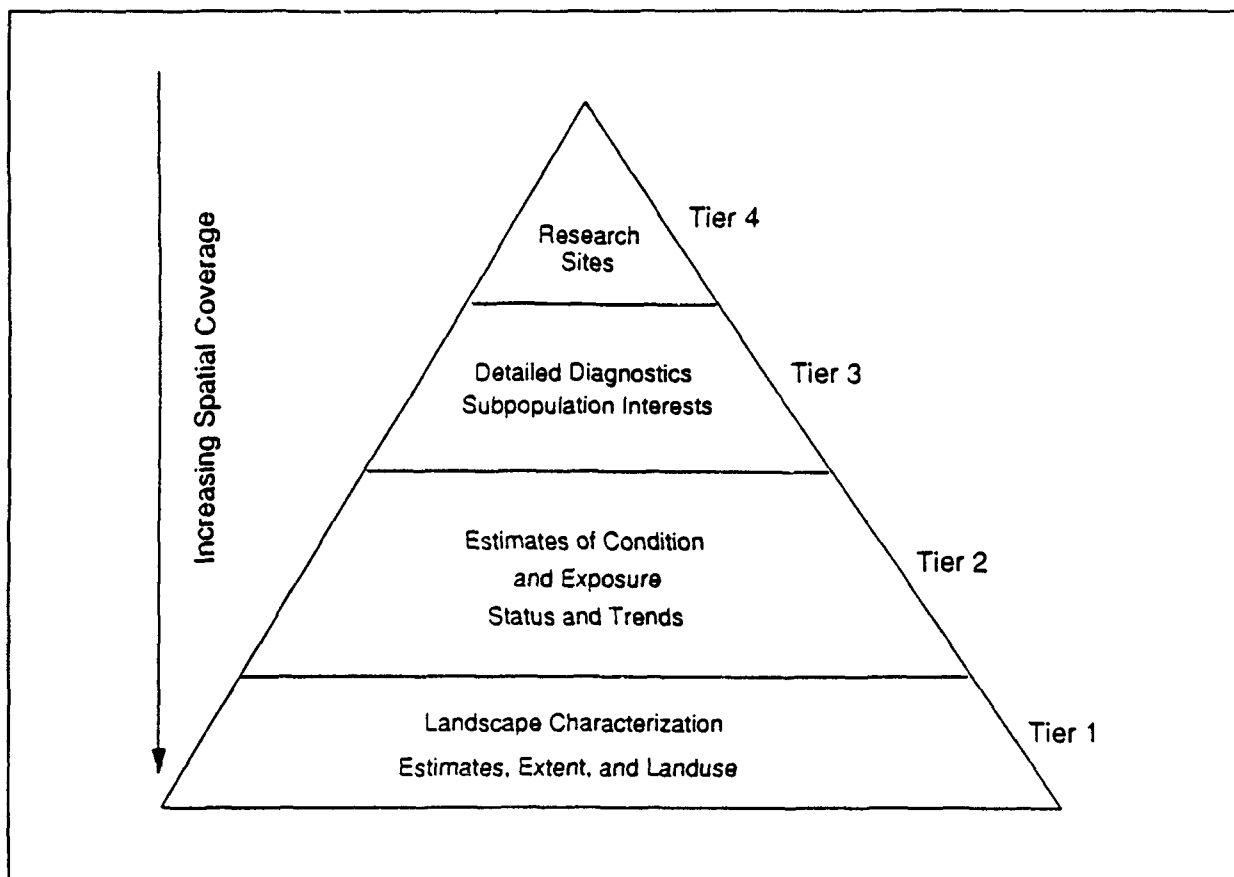 Increasing Spatial Coverage
Research
Sites
Tier 4
Detailed Diagnostics
Subpopulation Interests
Tier 3
Estimates of Condition
and Exposure
Status and Trends
Tier 2
Landscape Characterization
Estimates, Extent, and Landuse
Tier 1